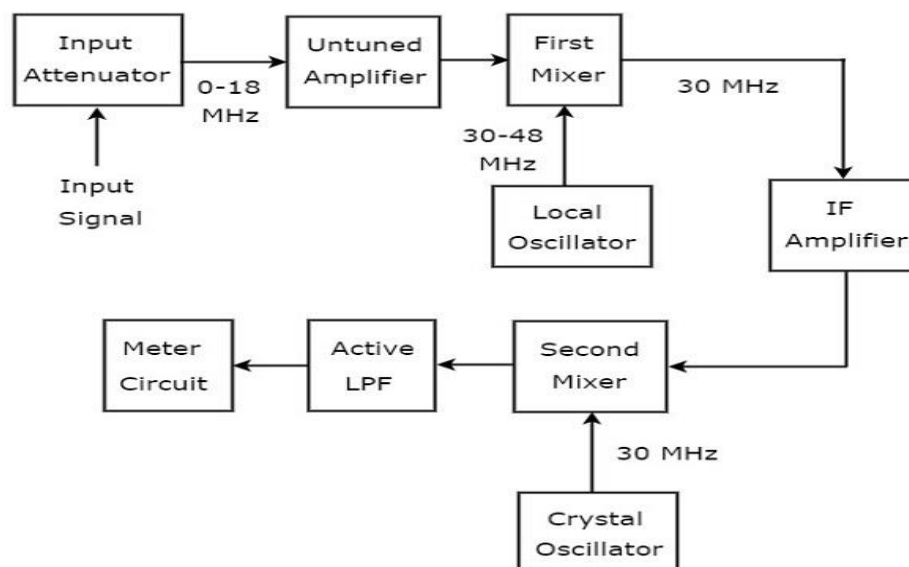 Input
Attenuator
0-18
MHz
Untuned
Amplifier
First
Mixer
30 MHz
30-48
MHz
Input
Signal
Local
Oscillator
IF
Amplifier
Meter
Circuit
Active
LPF
Second
Mixer
30 MHz
Crystal
Oscillator